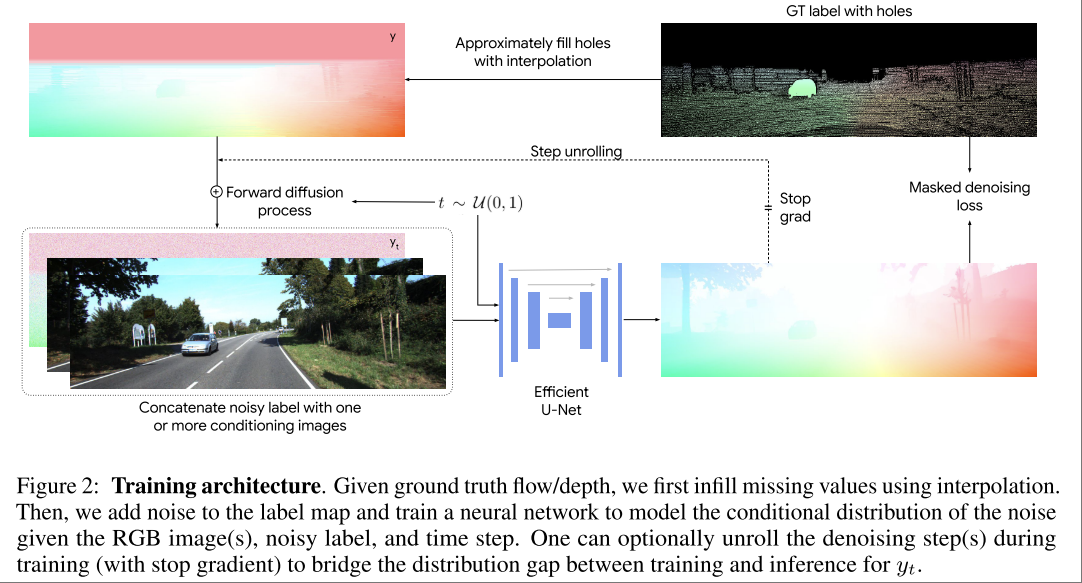 GT label with holes
y
Approximately fill holes
with interpolation
Step unrolling
Forward diffusion
process
t ∼ 𝒰(0, 1)
Stop
grad
Masked denoising
loss
yt
Efficient
U-Net
Concatenate noisy label with one
or more conditioning images
Figure 2: Training architecture. Given ground truth flow/depth, we first infill missing values using interpolation.
Then, we add noise to the label map and train a neural network to model the conditional distribution of the noise
given the RGB image(s), noisy label, and time step. One can optionally unroll the denoising step(s) during
training (with stop gradient) to bridge the distribution gap between training and inference for yt.